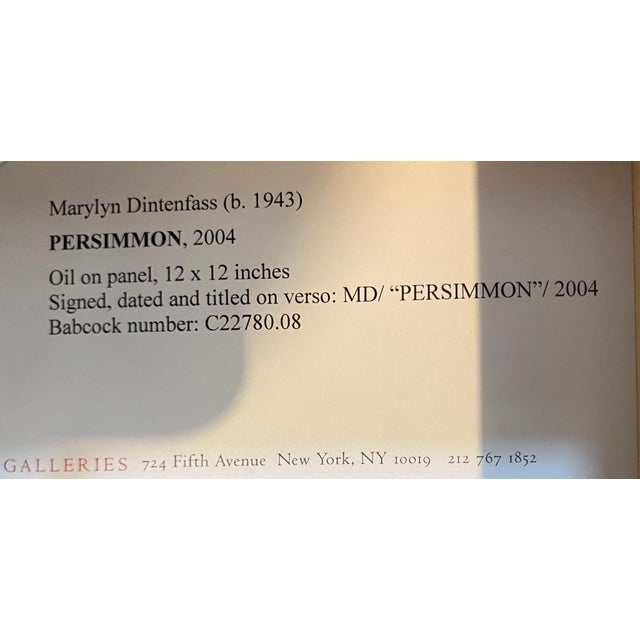 Marylyn Dintenfass (b. 1943)
PERSIMMON, 2004
Oil on panel, 12 x 12 inches
Signed, dated and titled on verso: MD/ “PERSIMMON”/ 2004
Babcock number: C22780.08
GALLERIES 724 Fifth Avenue New York, NY 10019 212 767 1852